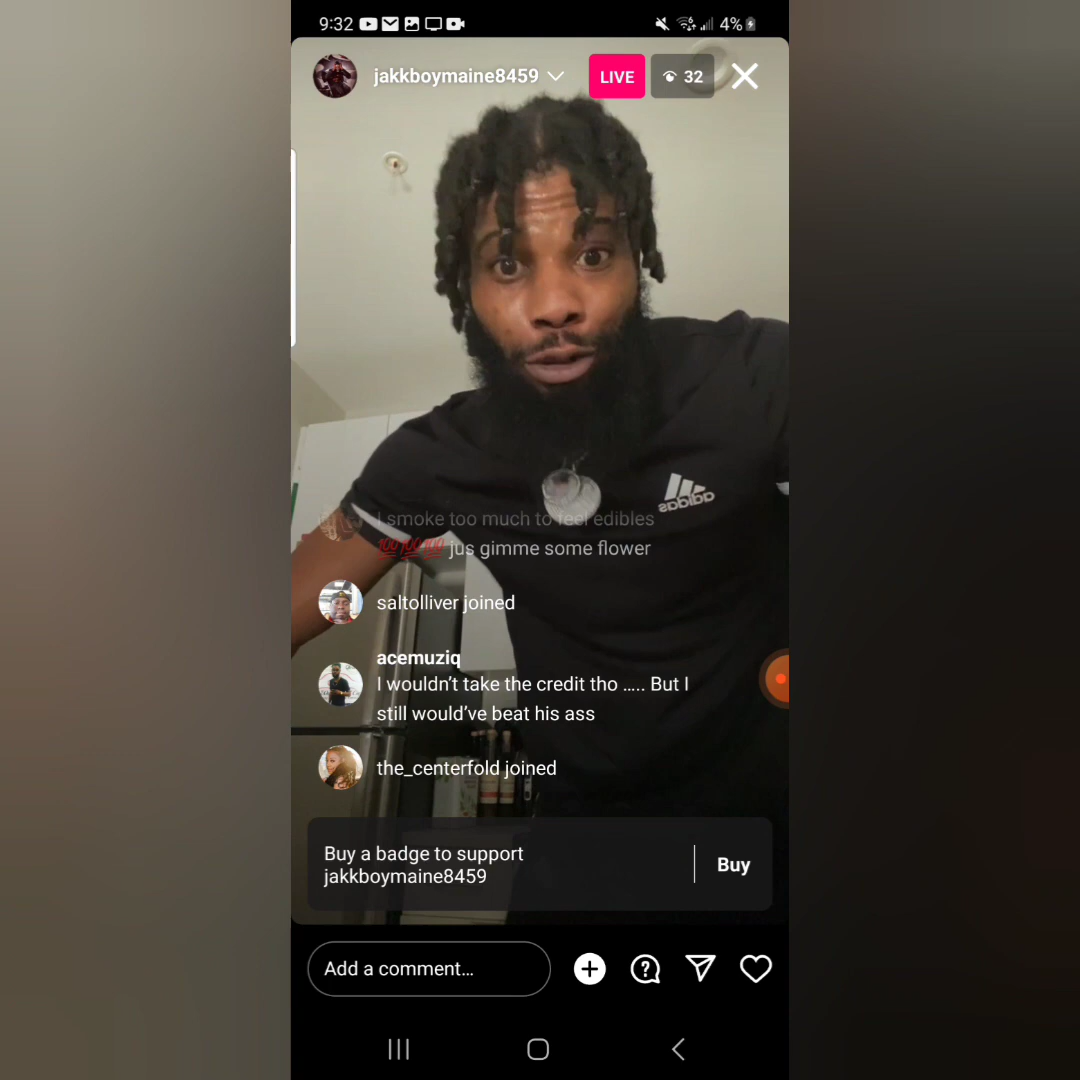 9:32
4%
jakkboymaine8459
LIVE
32
adidas
I smoke too much to feel edibles
💯💯💯 jus gimme some flower
saltolliver joined
acemuziq
I wouldn’t take the credit tho ….. But I
still would’ve beat his ass
the_centerfold joined
Buy a badge to support
jakkboymaine8459
Buy
Add a comment...